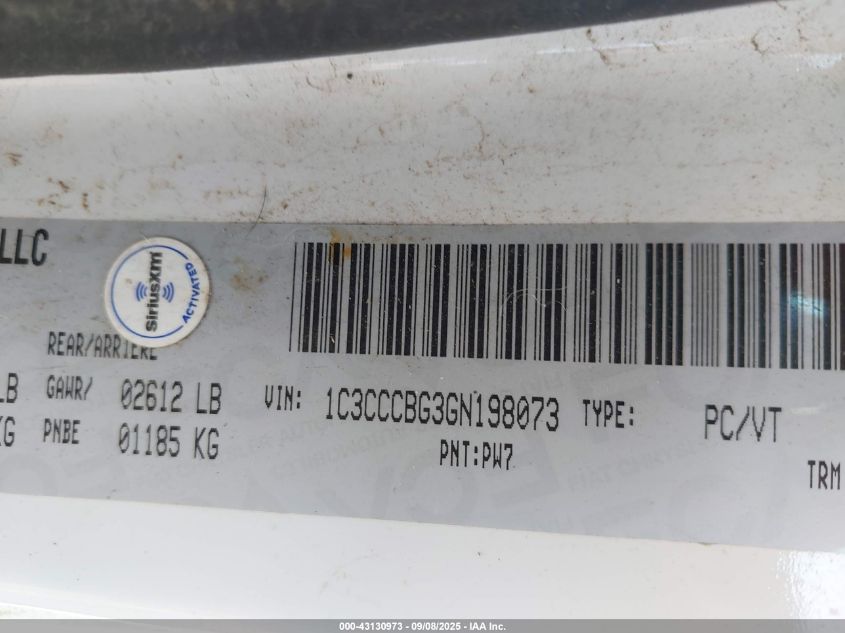 LLC
SiriusXM
ACTIVATED
REAR/ARRIERE
LB GAWR/ 02612 LB VIN: 1C3CCCBG3GN198073 TYPE: PC/VT
KG PNBE 01185 KG PNT:PW7
TRM
000-43130973 - 09/08/2025 - IAA Inc.